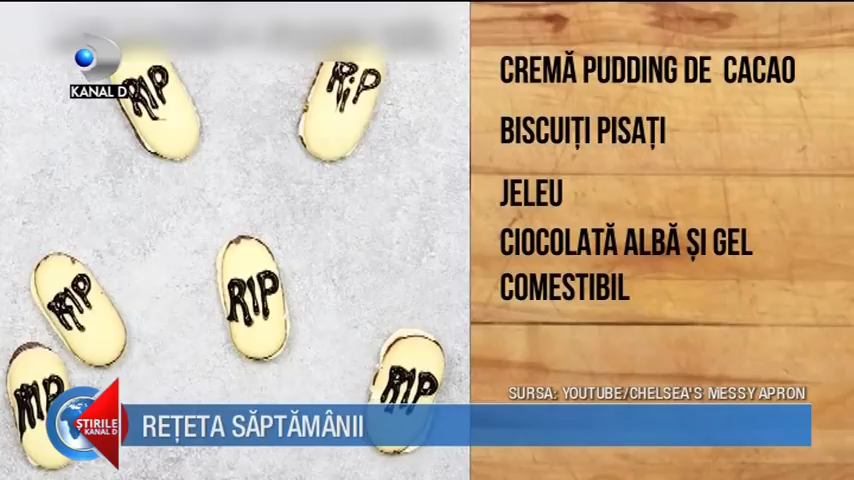 KANAL D
RIP
RIP
RIP
RIP
RIP
RIP
CREMĂ PUDDING DE CACAO
BISCUIȚI PISAȚI
JELEU
CIOCOLATĂ ALBĂ ȘI GEL
COMESTIBIL
SURSA: YOUTUBE/CHELSEA'S MESSY APRON
ȘTIRILE
KANAL D
REȚETA SĂPTĂMÂNII